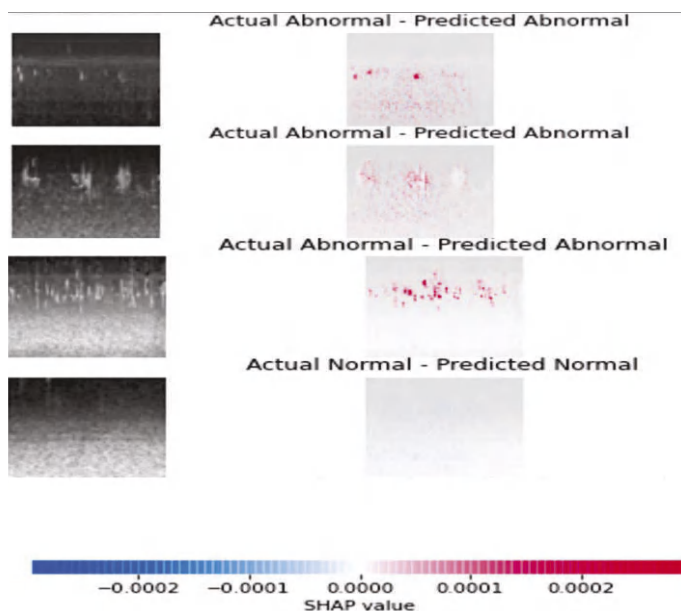 Actual Abnormal - Predicted Abnormal
Actual Abnormal - Predicted Abnormal
Actual Abnormal - Predicted Abnormal
Actual Normal - Predicted Normal
−0.0002 −0.0001 0.0000 0.0001 0.0002
SHAP value